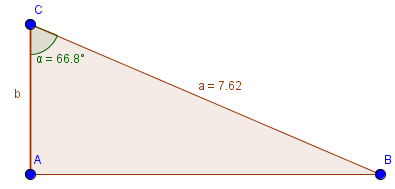 C
α = 66.8°
a = 7.62
b
A
B